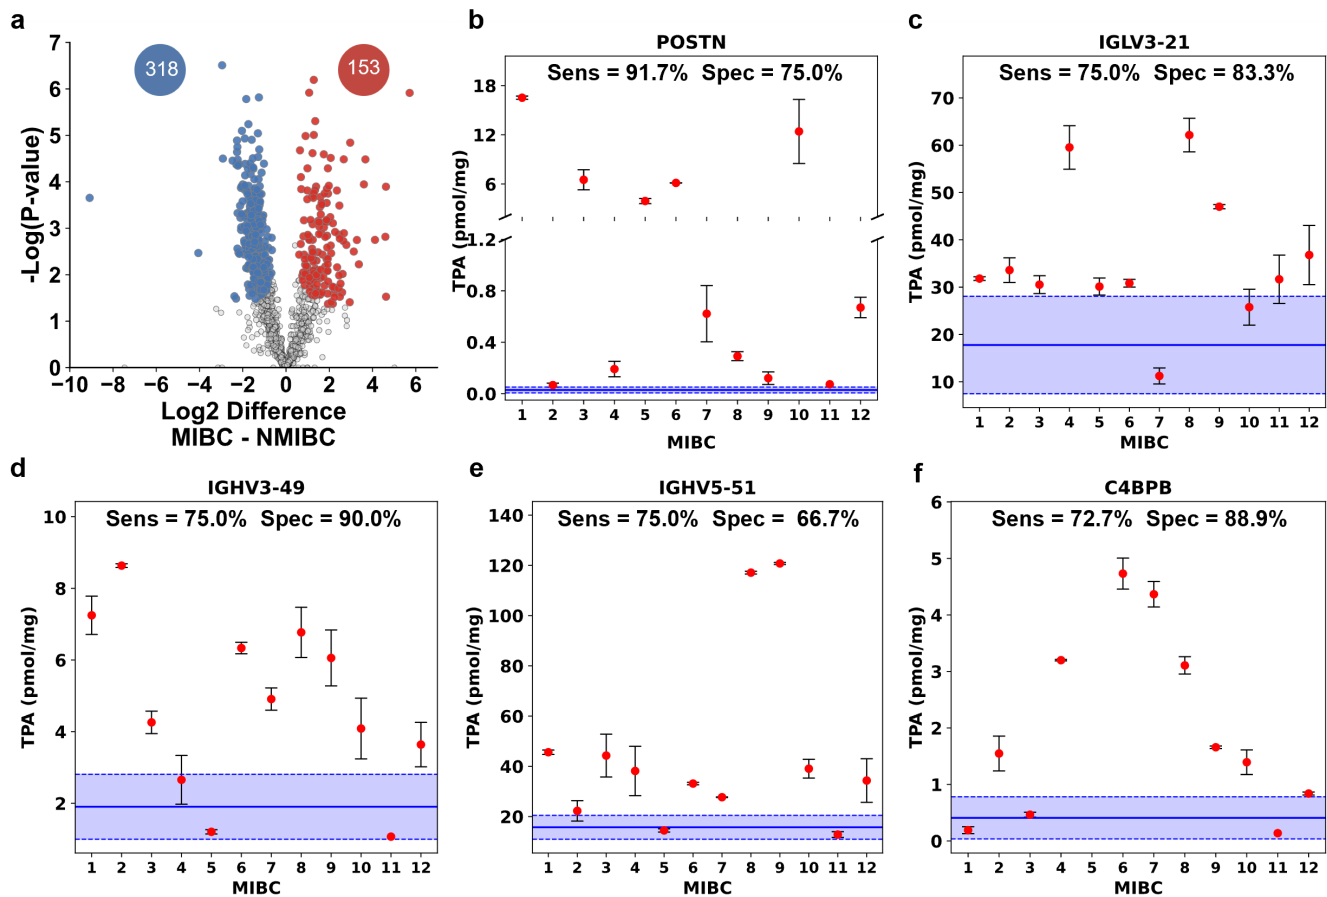 a
318
153
7
6
5
4
3
2
1
0
-Log(P-value)
−10 −8 −6 −4 −2 0 2 4 6
Log2 Difference
MIBC - NMIBC
b
POSTN
Sens = 91.7% Spec = 75.0%
18
12
6
1.2
0.8
0.4
0.0
TPA (pmol/mg)
1 2 3 4 5 6 7 8 9 10 11 12
MIBC
c
IGLV3-21
Sens = 75.0% Spec = 83.3%
70
60
50
40
30
20
10
TPA (pmol/mg)
1 2 3 4 5 6 7 8 9 10 11 12
MIBC
d
IGHV3-49
Sens = 75.0% Spec = 90.0%
10
8
6
4
2
TPA (pmol/mg)
1 2 3 4 5 6 7 8 9 10 11 12
MIBC
e
IGHV5-51
Sens = 75.0% Spec = 66.7%
140
120
100
80
60
40
20
TPA (pmol/mg)
1 2 3 4 5 6 7 8 9 10 11 12
MIBC
f
C4BPB
Sens = 72.7% Spec = 88.9%
6
5
4
3
2
1
0
TPA (pmol/mg)
1 2 3 4 5 6 7 8 9 10 11 12
MIBC